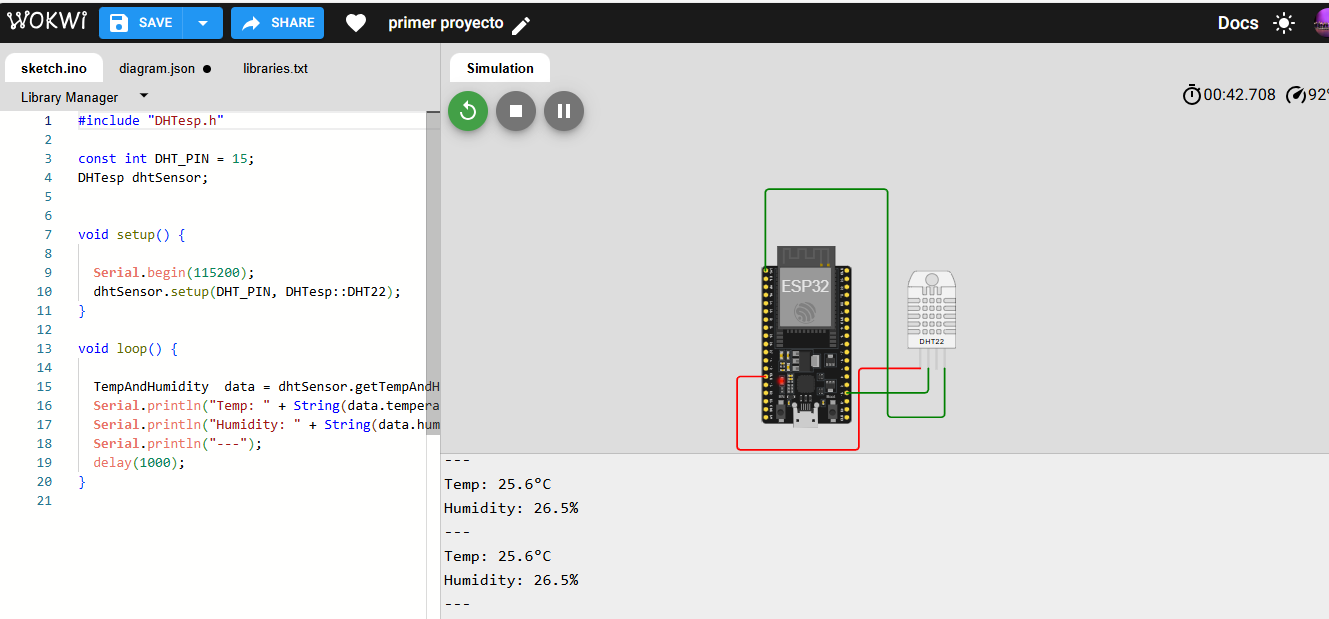 WOKWi SAVE SHARE primer proyecto Docs
sketch.ino diagram.json ● libraries.txt
Library Manager
Simulation
00:42.708 92%
1 #include "DHTesp.h"
2
3 const int DHT_PIN = 15;
4 DHTesp dhtSensor;
5
6
7 void setup() {
8
9 Serial.begin(115200);
10 dhtSensor.setup(DHT_PIN, DHTesp::DHT22);
11 }
12
13 void loop() {
14
15 TempAndHumidity data = dhtSensor.getTempAndH
16 Serial.println("Temp: " + String(data.tempera
17 Serial.println("Humidity: " + String(data.hum
18 Serial.println("---");
19 delay(1000);
20 }
21
ESP32
DHT22
---
Temp: 25.6°C
Humidity: 26.5%
---
Temp: 25.6°C
Humidity: 26.5%
---